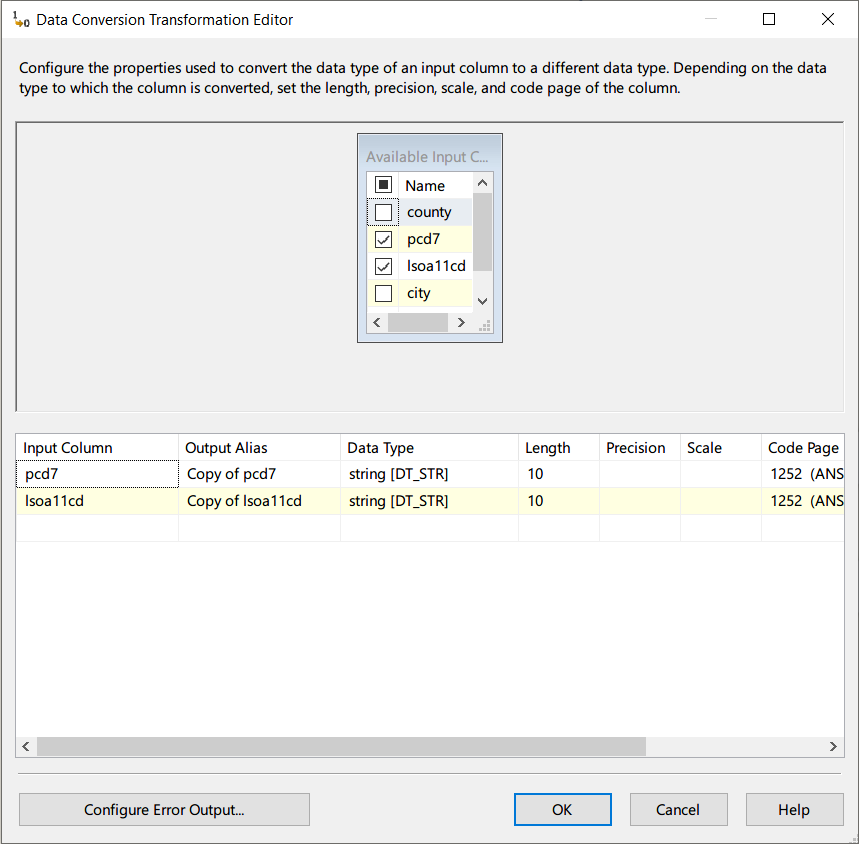 Data Conversion Transformation Editor
Configure the properties used to convert the data type of an input column to a different data type. Depending on the data
type to which the column is converted, set the length, precision, scale, and code page of the column.
Available Input C...
Name
county
pcd7
lsoa11cd
city
Input Column Output Alias Data Type Length Precision Scale Code Page
pcd7 Copy of pcd7 string [DT_STR] 10 1252 (ANS
lsoa11cd Copy of lsoa11cd string [DT_STR] 10 1252 (ANS
Configure Error Output... OK Cancel Help